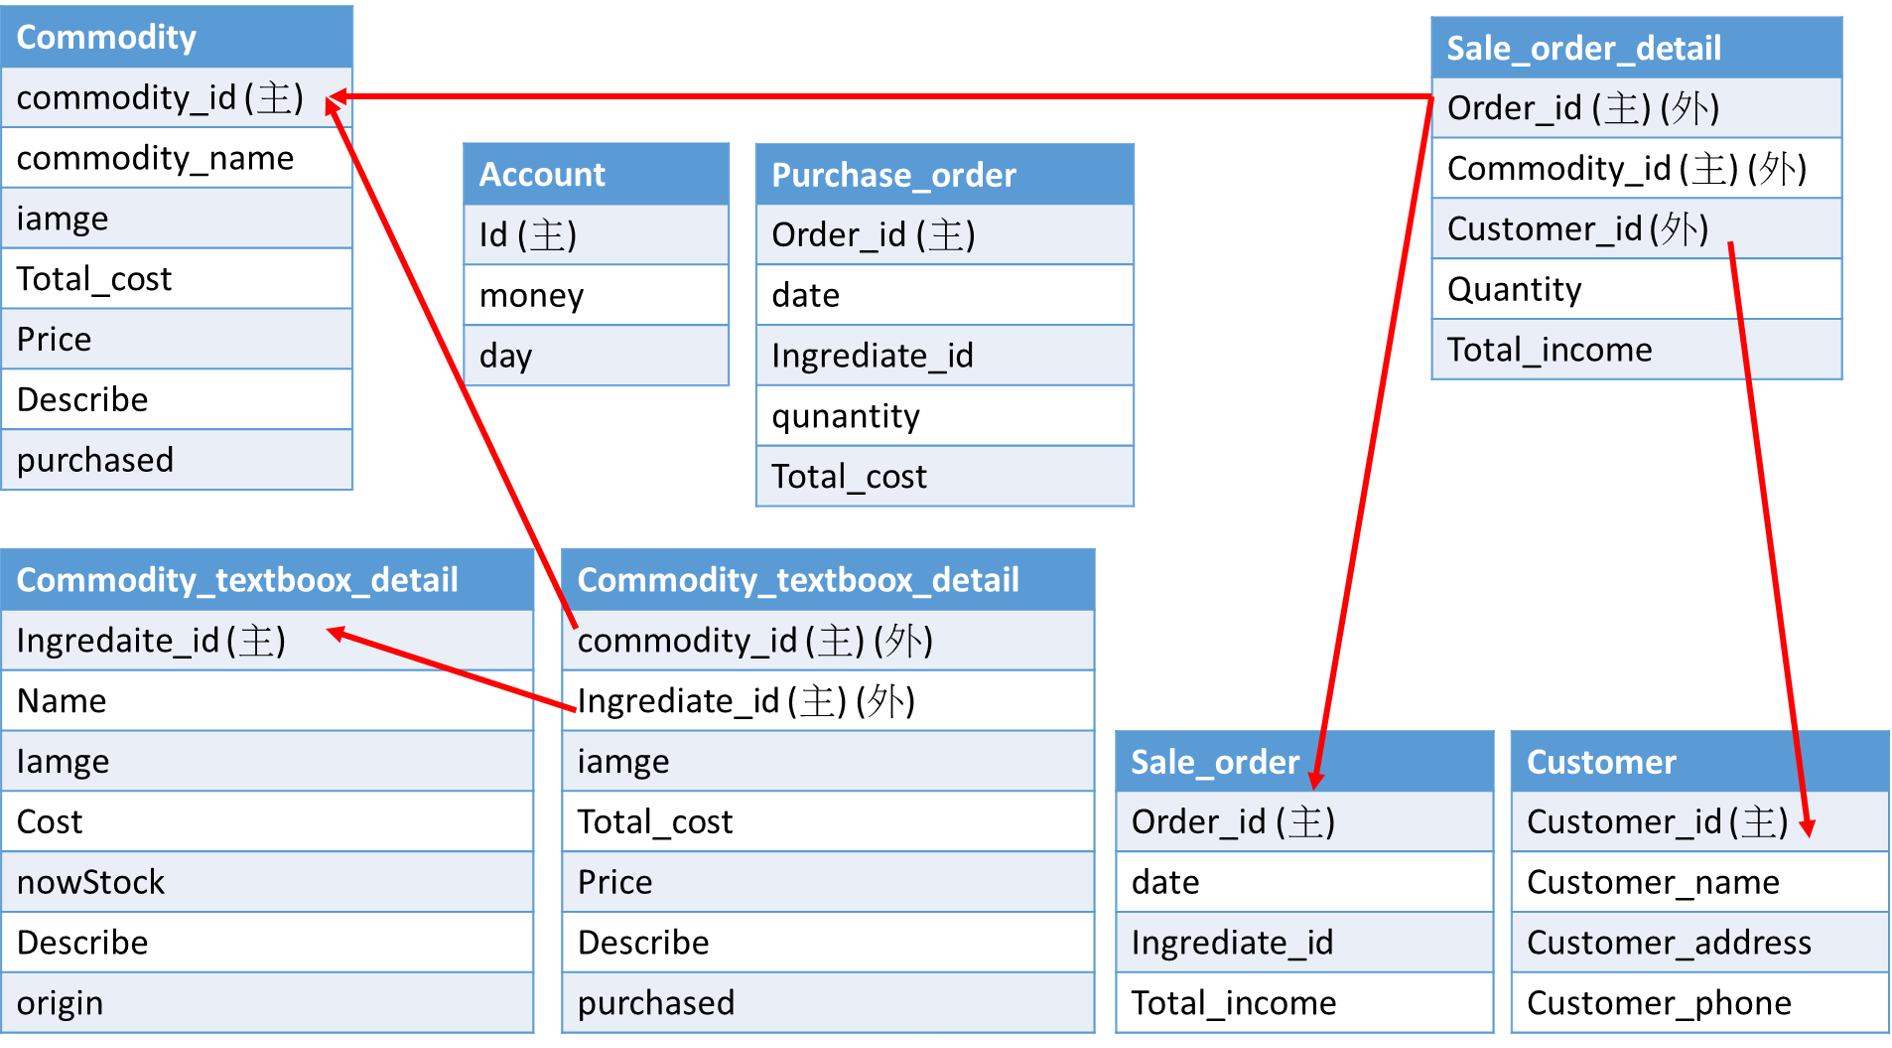 Commodity
commodity_id (主)
commodity_name
iamge
Total_cost
Price
Describe
purchased
Account
Id (主)
money
day
Purchase_order
Order_id (主)
date
Ingrediate_id
qunantity
Total_cost
Sale_order_detail
Order_id (主) (外)
Commodity_id (主) (外)
Customer_id (外)
Quantity
Total_income
Commodity_textboox_detail
Ingredaite_id (主)
Name
Iamge
Cost
nowStock
Describe
origin
Commodity_textboox_detail
commodity_id (主) (外)
Ingrediate_id (主) (外)
iamge
Total_cost
Price
Describe
purchased
Sale_order
Order_id (主)
date
Ingrediate_id
Total_income
Customer
Customer_id (主)
Customer_name
Customer_address
Customer_phone